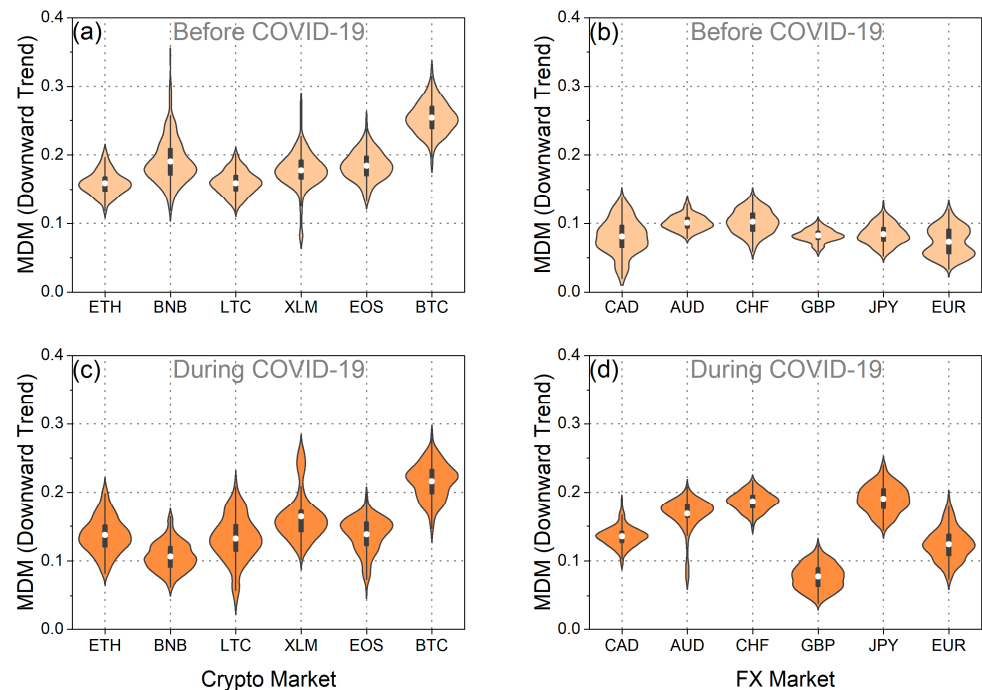 (a) Before COVID-19
MDM (Downward Trend)
0.4
0.3
0.2
0.1
0.0
ETH BNB LTC XLM EOS BTC
(b) Before COVID-19
MDM (Downward Trend)
0.4
0.3
0.2
0.1
0.0
CAD AUD CHF GBP JPY EUR
(c) During COVID-19
MDM (Downward Trend)
0.4
0.3
0.2
0.1
0.0
ETH BNB LTC XLM EOS BTC
Crypto Market
(d) During COVID-19
MDM (Downward Trend)
0.4
0.3
0.2
0.1
0.0
CAD AUD CHF GBP JPY EUR
FX Market